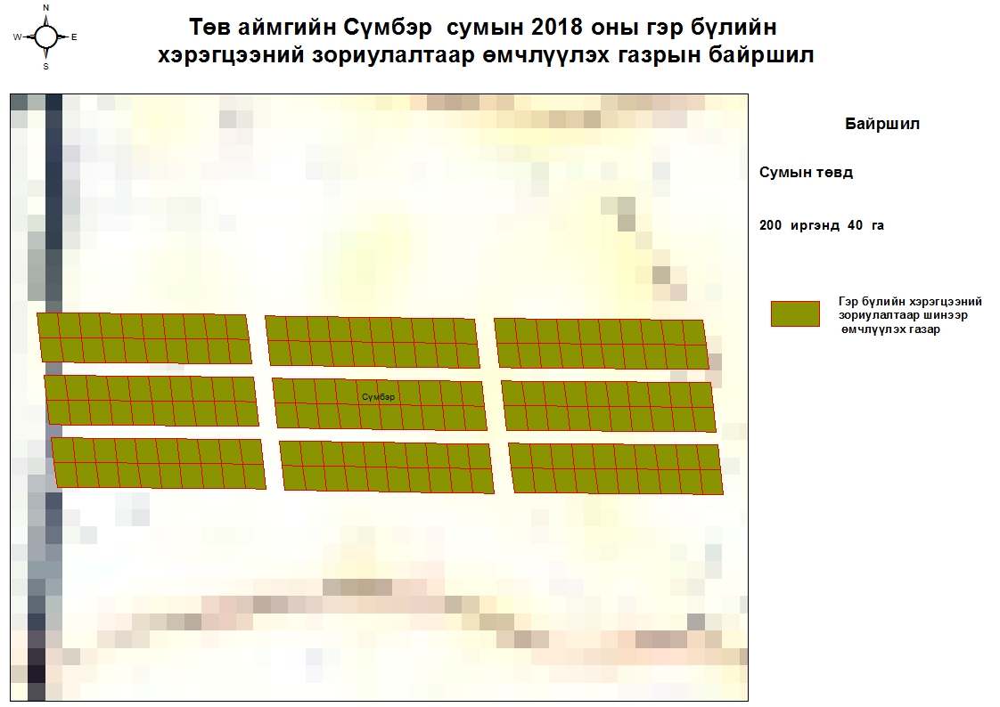 N
W
E
S
Төв аймгийн Сүмбэр сумын 2018 оны гэр бүлийн
хэрэгцээний зориулалтаар өмчлүүлэх газрын байршил
Байршил
Сумын төвд
200 иргэнд 40 га
Гэр бүлийн хэрэгцээний
зориулалтаар шинээр
өмчлүүлэх газар
Сүмбэр